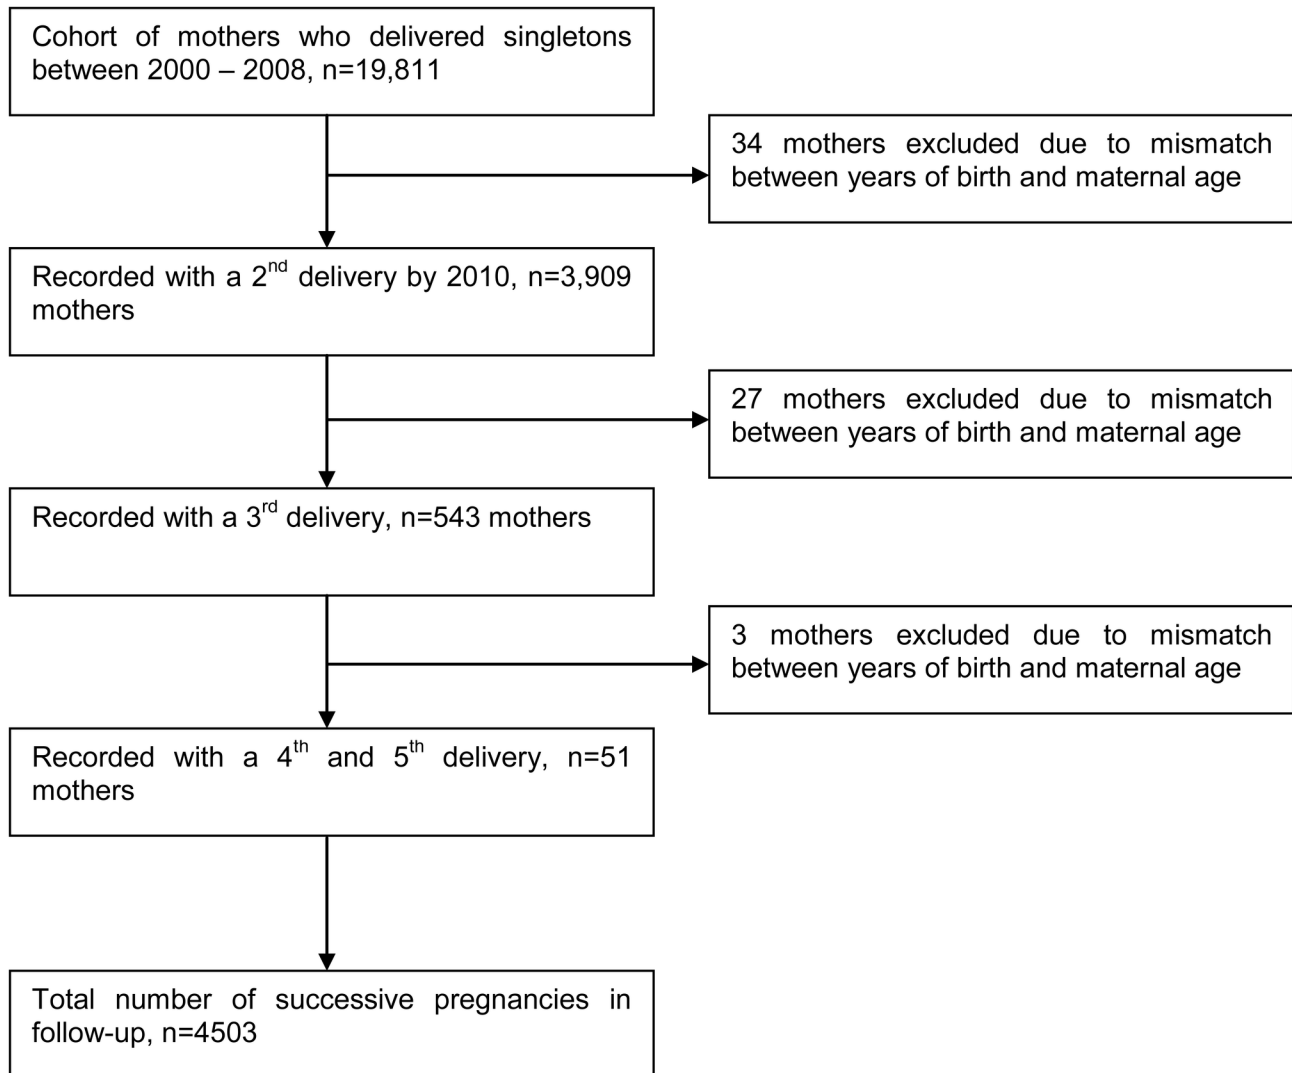 Cohort of mothers who delivered singletons
between 2000 – 2008, n=19,811
34 mothers excluded due to mismatch
between years of birth and maternal age
Recorded with a 2nd delivery by 2010, n=3,909
mothers
27 mothers excluded due to mismatch
between years of birth and maternal age
Recorded with a 3rd delivery, n=543 mothers
3 mothers excluded due to mismatch
between years of birth and maternal age
Recorded with a 4th and 5th delivery, n=51
mothers
Total number of successive pregnancies in
follow-up, n=4503